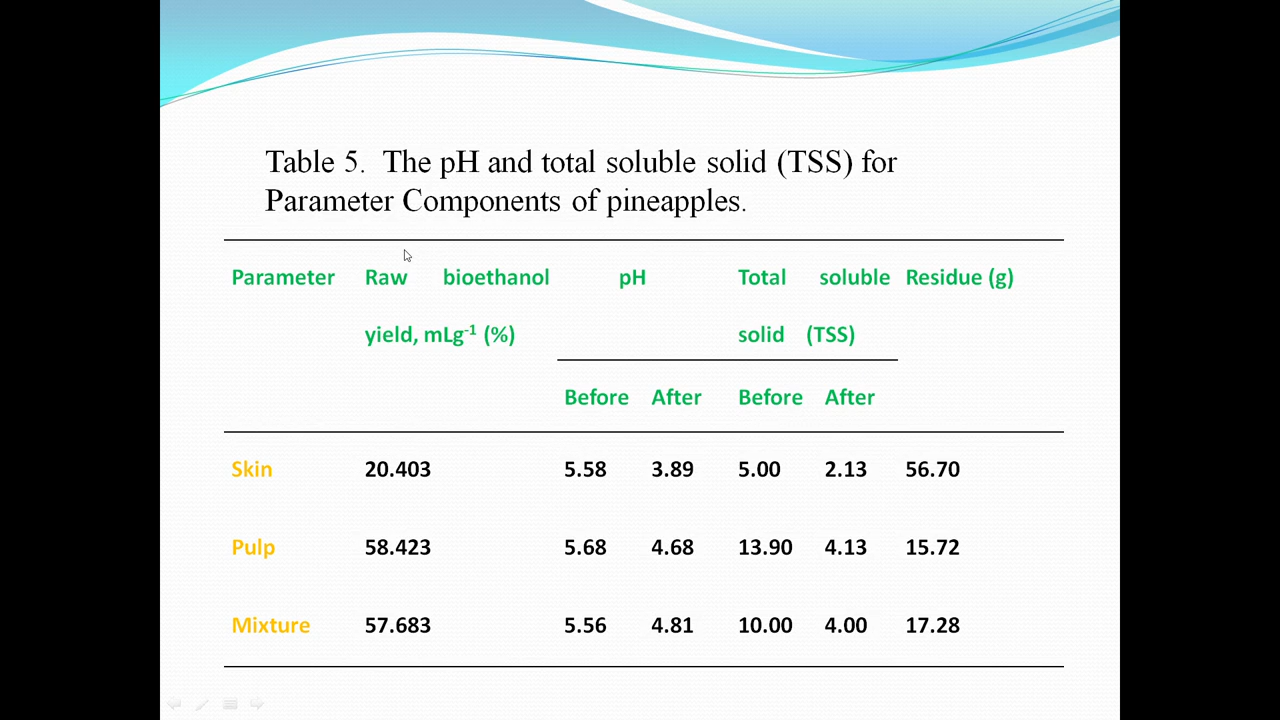 Table 5. The pH and total soluble solid (TSS) for
Parameter Components of pineapples.
Parameter Raw bioethanol pH Total soluble Residue (g)
yield, mLg⁻¹ (%) solid (TSS)
Before After Before After
Skin 20.403 5.58 3.89 5.00 2.13 56.70
Pulp 58.423 5.68 4.68 13.90 4.13 15.72
Mixture 57.683 5.56 4.81 10.00 4.00 17.28